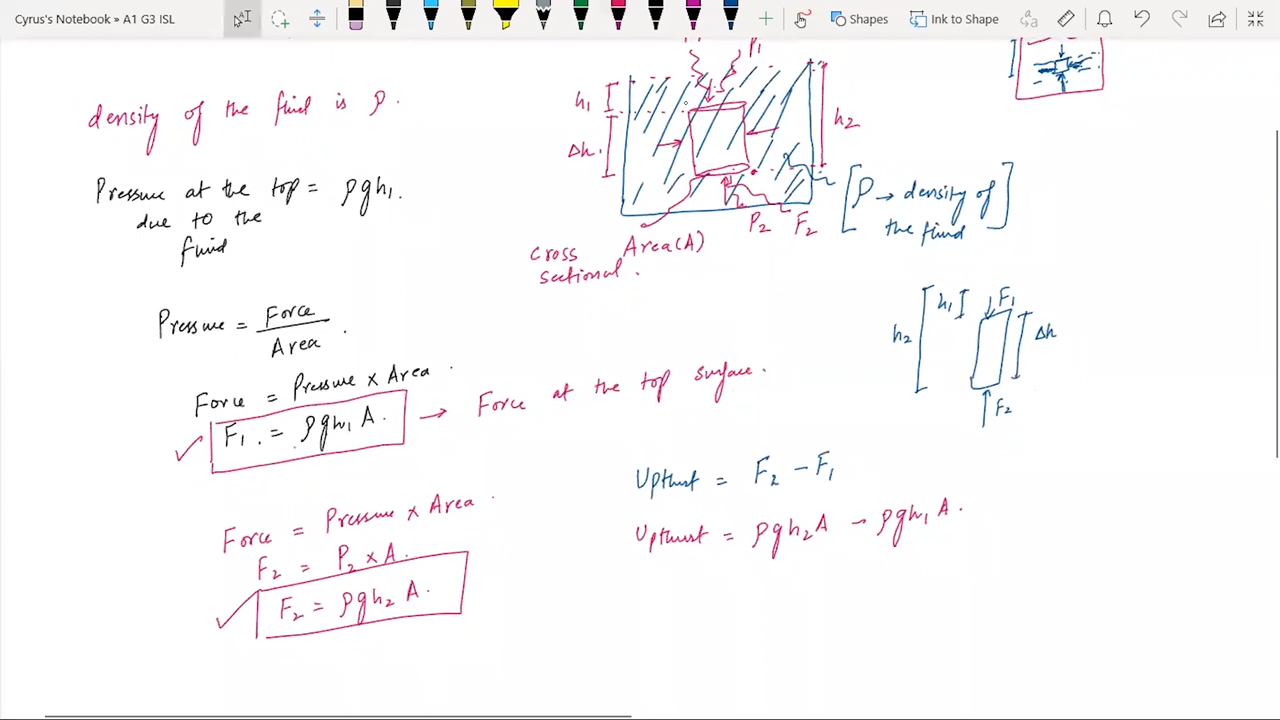 Cyrus's Notebook » A1 G3 ISL
Shapes
Ink to Shape
density of the fluid is ρ.
Pressure at the top = ρgh₁.
due to the
fluid
Pressure = Force
Area
Force = Pressure x Area
F₁ = ρgh₁ A. → Force at the top surface.
Force = Pressure x Area
F₂ = P₂ x A.
F₂ = ρgh₂ A.
P₁
h₁
Δh.
h₂
P₂ F₂
cross Area(A)
sectional.
[ρ → density of
the fluid]
h₂
h₁
F₁
Δh
F₂
Upthust = F₂ – F₁
Upthust = ρgh₂A – ρgh₁A.